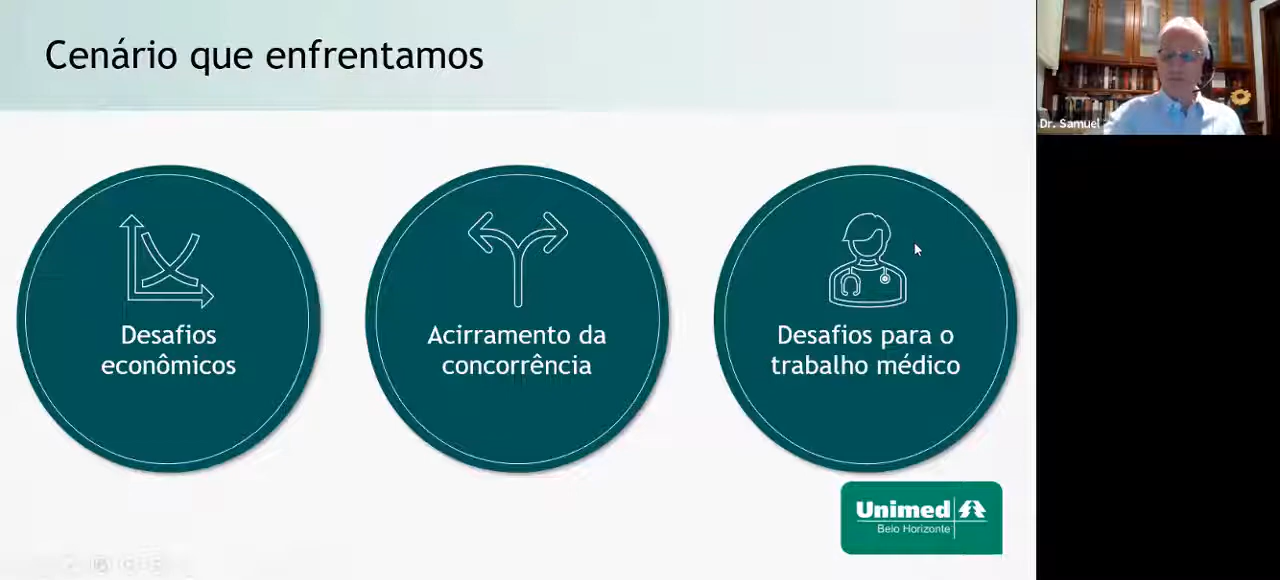 Cenário que enfrentamos
Dr. Samuel
Desafios
econômicos
Acirramento da
concorrência
Desafios para o
trabalho médico
Unimed
Belo Horizonte